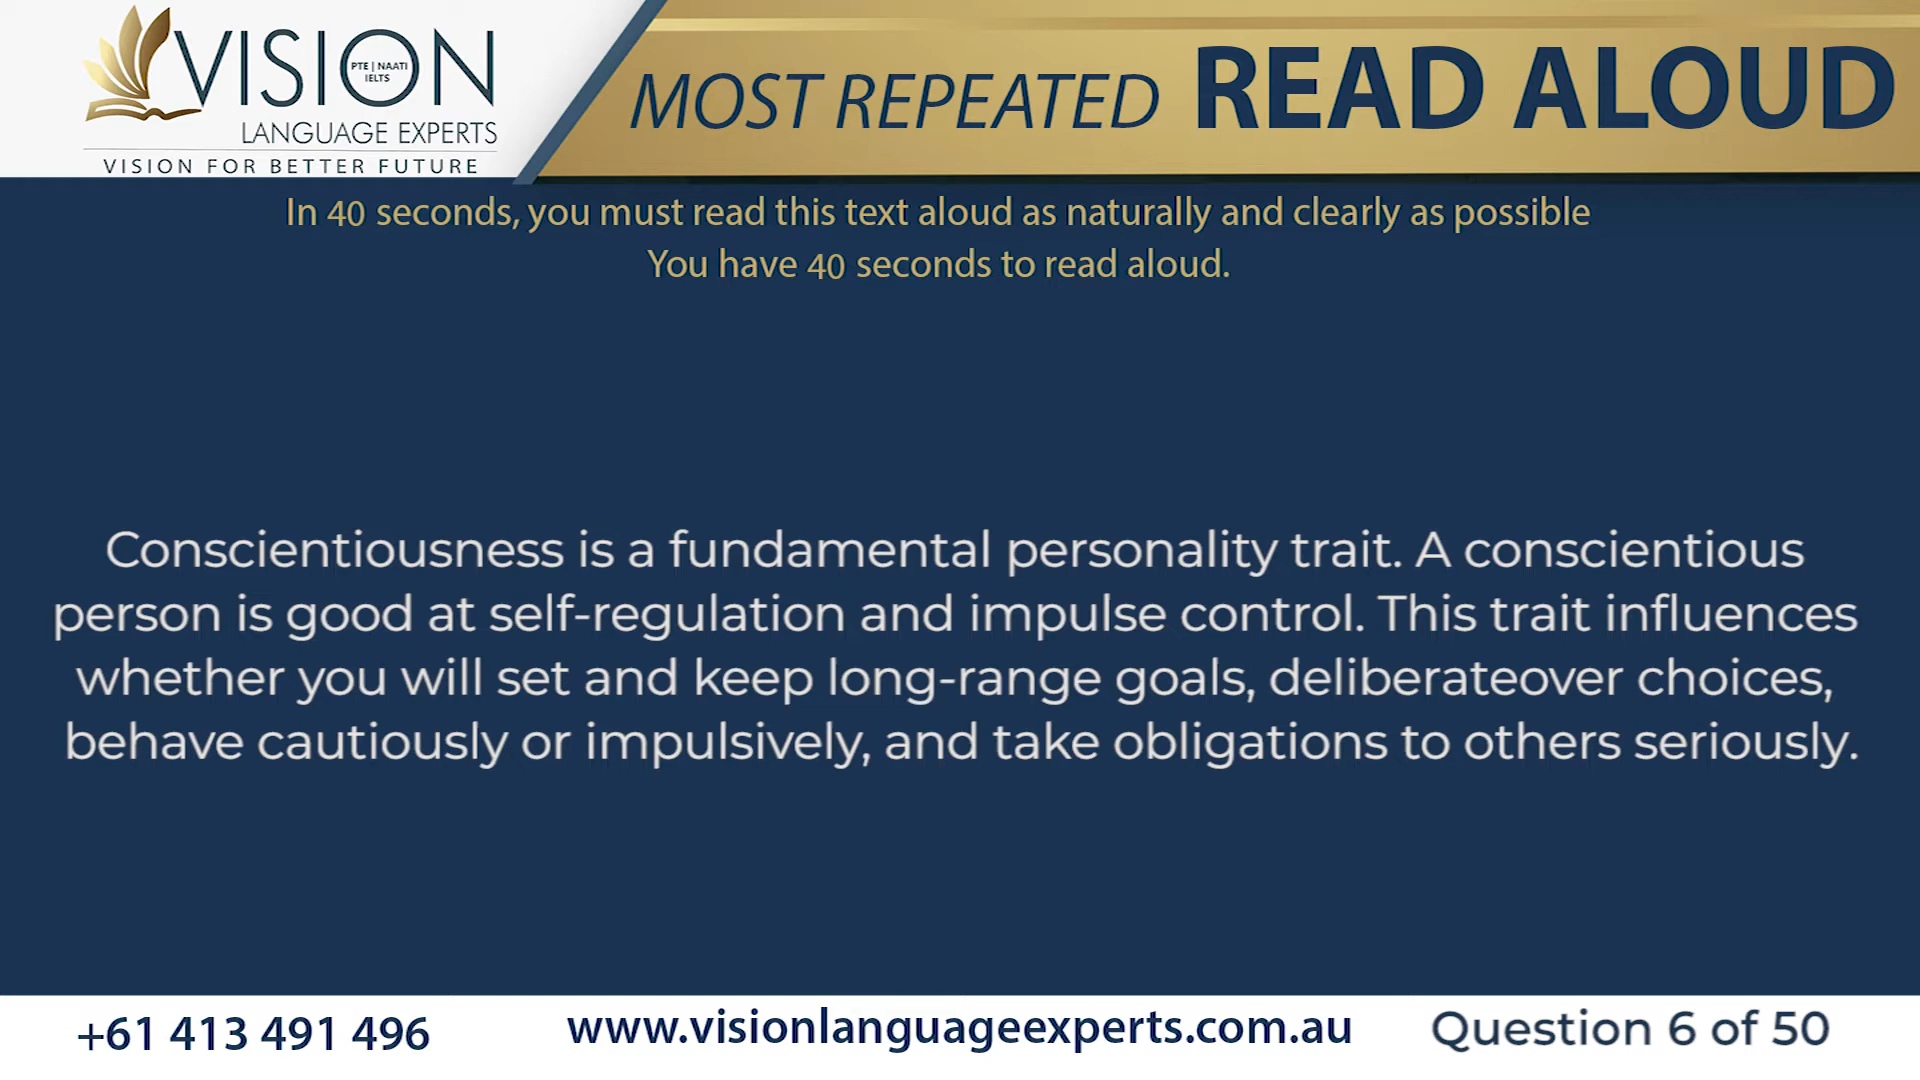 VISION
PTE | NAATI
IELTS
LANGUAGE EXPERTS
VISION FOR BETTER FUTURE
MOST REPEATED READ ALOUD
In 40 seconds, you must read this text aloud as naturally and clearly as possible
You have 40 seconds to read aloud.
Conscientiousness is a fundamental personality trait. A conscientious
person is good at self-regulation and impulse control. This trait influences
whether you will set and keep long-range goals, deliberateover choices,
behave cautiously or impulsively, and take obligations to others seriously.
+61 413 491 496
www.visionlanguageexperts.com.au
Question 6 of 50